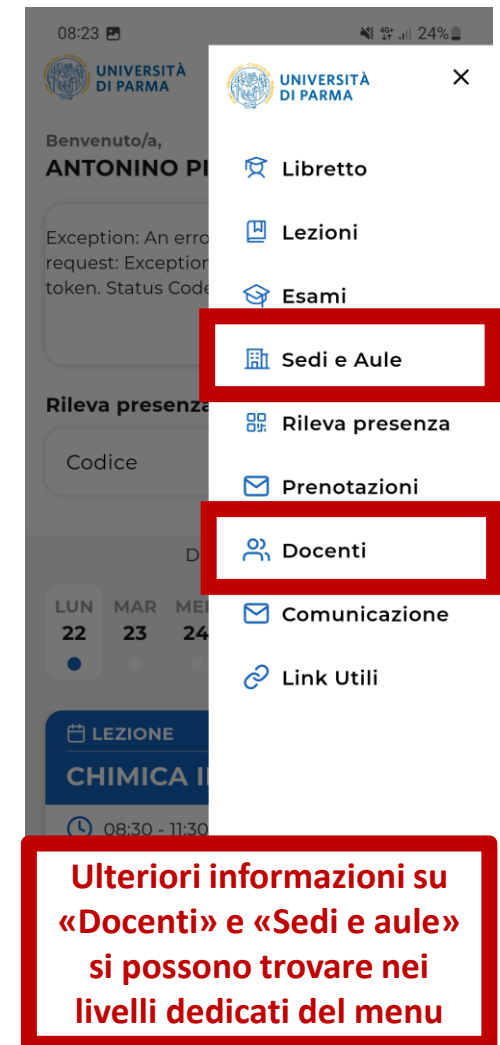 08:23
4G+ 24%
UNIVERSITÀ
DI PARMA
Benvenuto/a,
ANTONINO PI
Exception: An erro
request: Exception
token. Status Code
Rileva presenza
Codice
D
LUN MAR MER
22 23 24
LEZIONE
CHIMICA I
08:30 - 11:30
UNIVERSITÀ
DI PARMA
Libretto
Lezioni
Esami
Sedi e Aule
Rileva presenza
Prenotazioni
Docenti
Comunicazione
Link Utili
Ulteriori informazioni su
«Docenti» e «Sedi e aule»
si possono trovare nei
livelli dedicati del menu